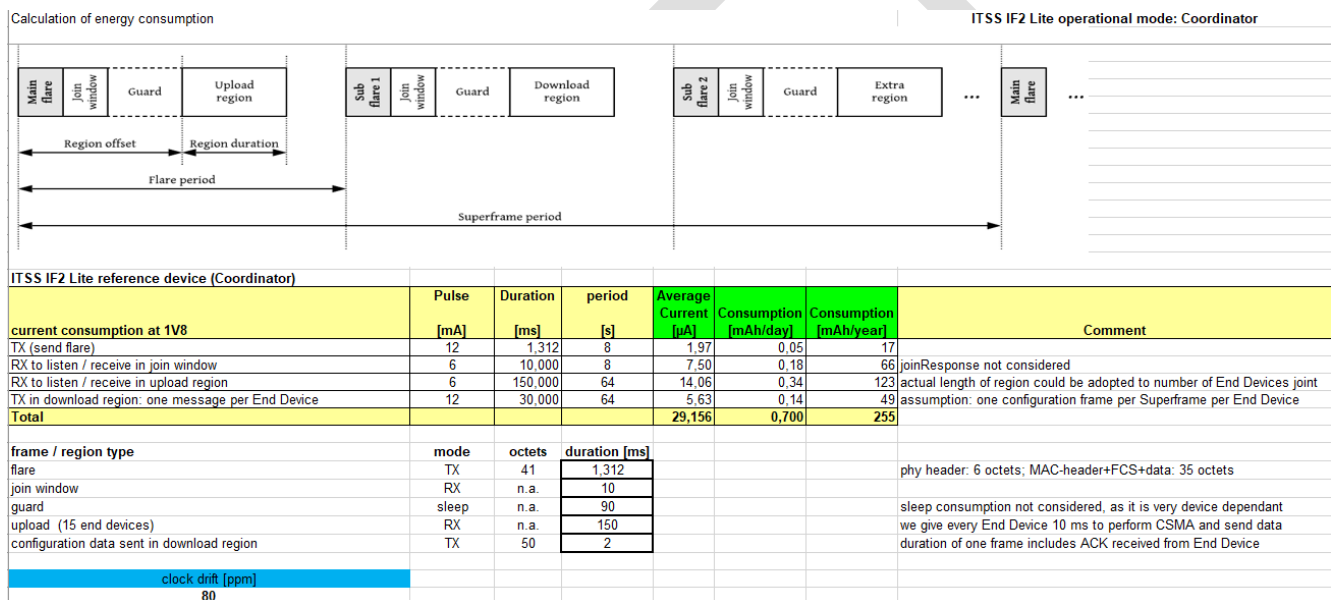 Calculation of energy consumption
ITSS IF2 Lite operational mode: Coordinator
Main flare
Join window
Guard
Upload region
Sub flare 1
Join window
Guard
Download region
Sub flare 2
Join window
Guard
Extra region
...
Main flare
...
Region offset
Region duration
Flare period
Superframe period
ITSS IF2 Lite reference device (Coordinator)
current consumption at 1V8 Pulse [mA] Duration [ms] period [s] Average Current [µA] Consumption [mAh/day] Consumption [mAh/year] Comment
TX (send flare) 12 1,312 8 1,97 0,05 17
RX to listen / receive in join window 6 10,000 8 7,50 0,18 66 joinResponse not considered
RX to listen / receive in upload region 6 150,000 64 14,06 0,34 123 actual length of region could be adopted to number of End Devices joint
TX in download region: one message per End Device 12 30,000 64 5,63 0,14 49 assumption: one configuration frame per Superframe per End Device
Total 29,156 0,700 255
frame / region type mode octets duration [ms]
flare TX 41 1,312 phy header: 6 octets; MAC-header+FCS+data: 35 octets
join window RX n.a. 10
guard sleep n.a. 90 sleep consumption not considered, as it is very device dependant
upload (15 end devices) RX n.a. 150 we give every End Device 10 ms to perform CSMA and send data
configuration data sent in download region TX 50 2 duration of one frame includes ACK received from End Device
clock drift [ppm]
80